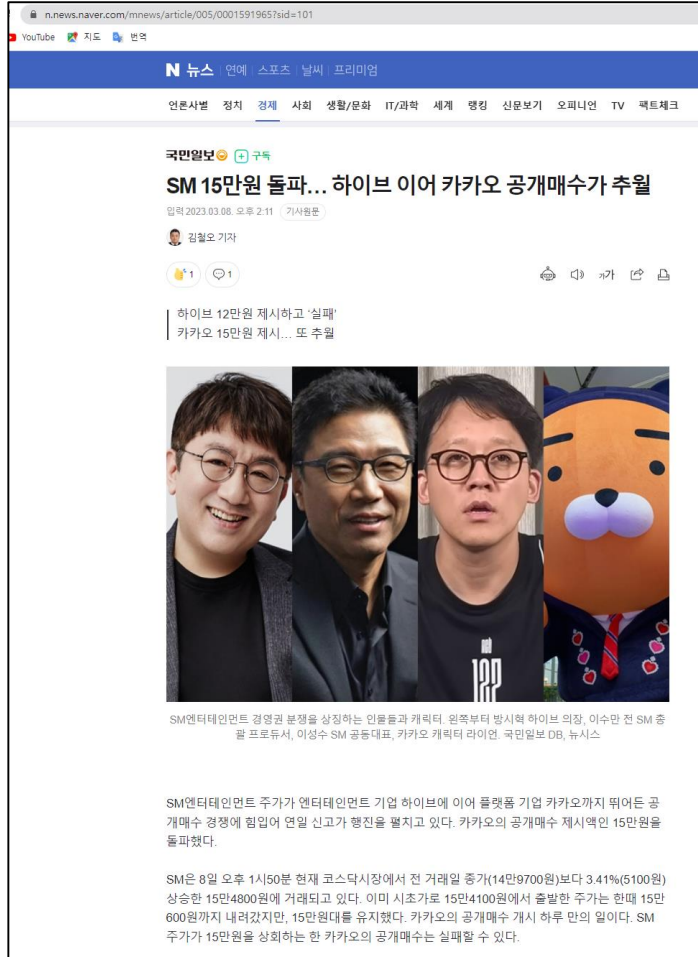 n.news.naver.com/mnews/article/005/0001591965?sid=101
YouTube 지도 번역
N 뉴스 연예 스포츠 날씨 프리미엄
언론사별 정치 경제 사회 생활/문화 IT/과학 세계 랭킹 신문보기 오피니언 TV 팩트체크
국민일보 구독
SM 15만원 돌파… 하이브 이어 카카오 공개매수가 추월
입력 2023.03.08. 오후 2:11 기사원문
김철오 기자
1 1 가가
하이브 12만원 제시하고 ‘실패’
카카오 15만원 제시… 또 추월
nct
127
SM엔터테인먼트 경영권 분쟁을 상징하는 인물들과 캐릭터. 왼쪽부터 방시혁 하이브 의장, 이수만 전 SM 총
괄 프로듀서, 이성수 SM 공동대표, 카카오 캐릭터 라이언. 국민일보 DB, 뉴시스
SM엔터테인먼트 주가가 엔터테인먼트 기업 하이브에 이어 플랫폼 기업 카카오까지 뛰어든 공
개매수 경쟁에 힘입어 연일 신고가 행진을 펼치고 있다. 카카오의 공개매수 제시액인 15만원을
돌파했다.
SM은 8일 오후 1시50분 현재 코스닥시장에서 전 거래일 종가(14만9700원)보다 3.41%(5100원)
상승한 15만4800원에 거래되고 있다. 이미 시초가로 15만4100원에서 출발한 주가는 한때 15만
600원까지 내려갔지만, 15만원대를 유지했다. 카카오의 공개매수 개시 하루 만의 일이다. SM
주가가 15만원을 상회하는 한 카카오의 공개매수는 실패할 수 있다.